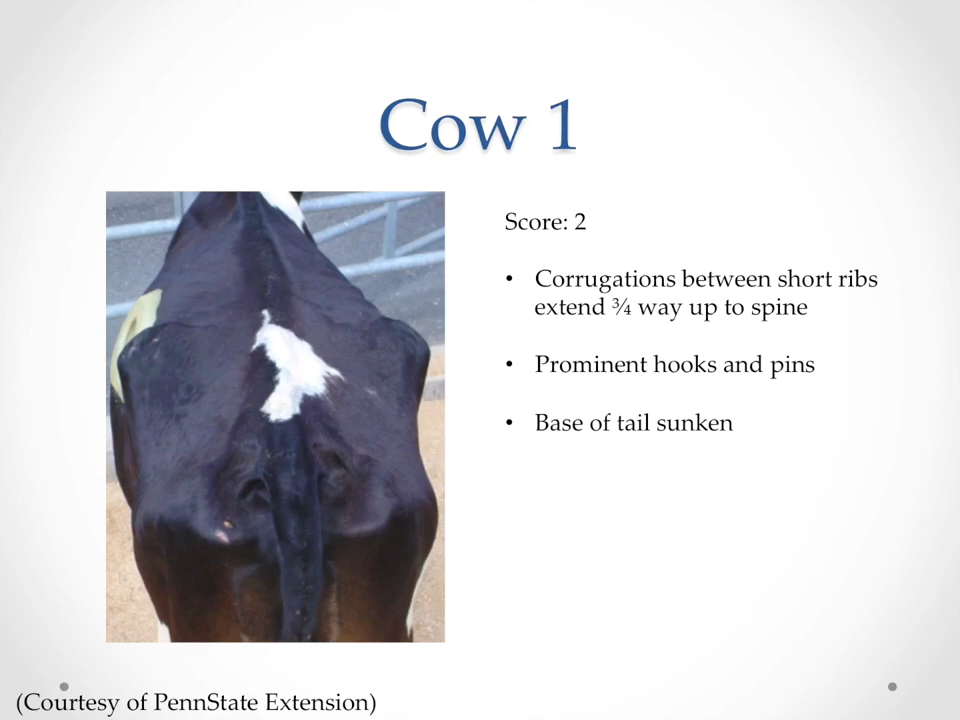 Cow 1
Score: 2
• Corrugations between short ribs
extend ¾ way up to spine
• Prominent hooks and pins
• Base of tail sunken
(Courtesy of PennState Extension)